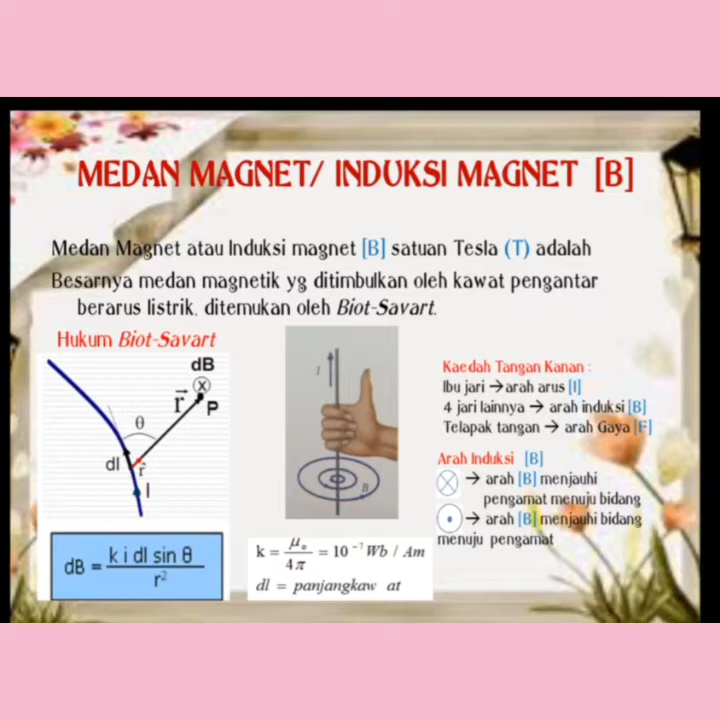 MEDAN MAGNET/ INDUKSI MAGNET [B]
Medan Magnet atau Induksi magnet [B] satuan Tesla (T) adalah
Besarnya medan magnetik yg ditimbulkan oleh kawat pengantar
berarus listrik, ditemukan oleh Biot-Savart.
Hukum Biot-Savart
dB
r
P
θ
dl
r̂
I
dB = k i dl sin θ / r²
I
B
k = μ₀ / 4π = 10⁻⁷ Wb / Am
dl = panjangkaw at
Kaedah Tangan Kanan :
Ibu jari → arah arus [I]
4 jari lainnya → arah induksi [B]
Telapak tangan → arah Gaya [F]
Arah Induksi [B]
→ arah [B] menjauhi
pengamat menuju bidang
→ arah [B] menjauhi bidang
menuju pengamat